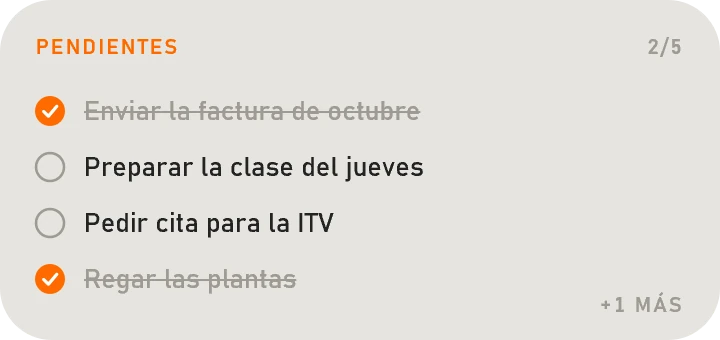 PENDIENTES 2/5
Enviar la factura de octubre
Preparar la clase del jueves
Pedir cita para la ITV
Regar las plantas
+1 MÁS